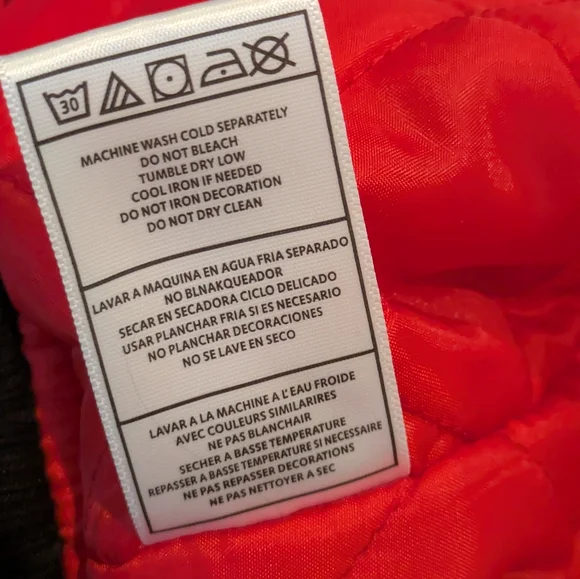 30
MACHINE WASH COLD SEPARATELY
DO NOT BLEACH
TUMBLE DRY LOW
COOL IRON IF NEEDED
DO NOT IRON DECORATION
DO NOT DRY CLEAN
LAVAR A MAQUINA EN AGUA FRIA SEPARADO
NO BLNAKQUEADOR
SECAR EN SECADORA CICLO DELICADO
USAR PLANCHAR FRIA SI ES NECESARIO
NO PLANCHAR DECORACIONES
NO SE LAVE EN SECO
LAVAR A LA MACHINE A L'EAU FROIDE
AVEC COULEURS SIMILARIRES
NE PAS BLANCHAIR
SECHER A BASSE TEMPERATURE
REPASSER A BASSE TEMPERATURE SI NECESSAIRE
NE PAS REPASER DECORATIONS
NE PAS NETTOYER A SEC